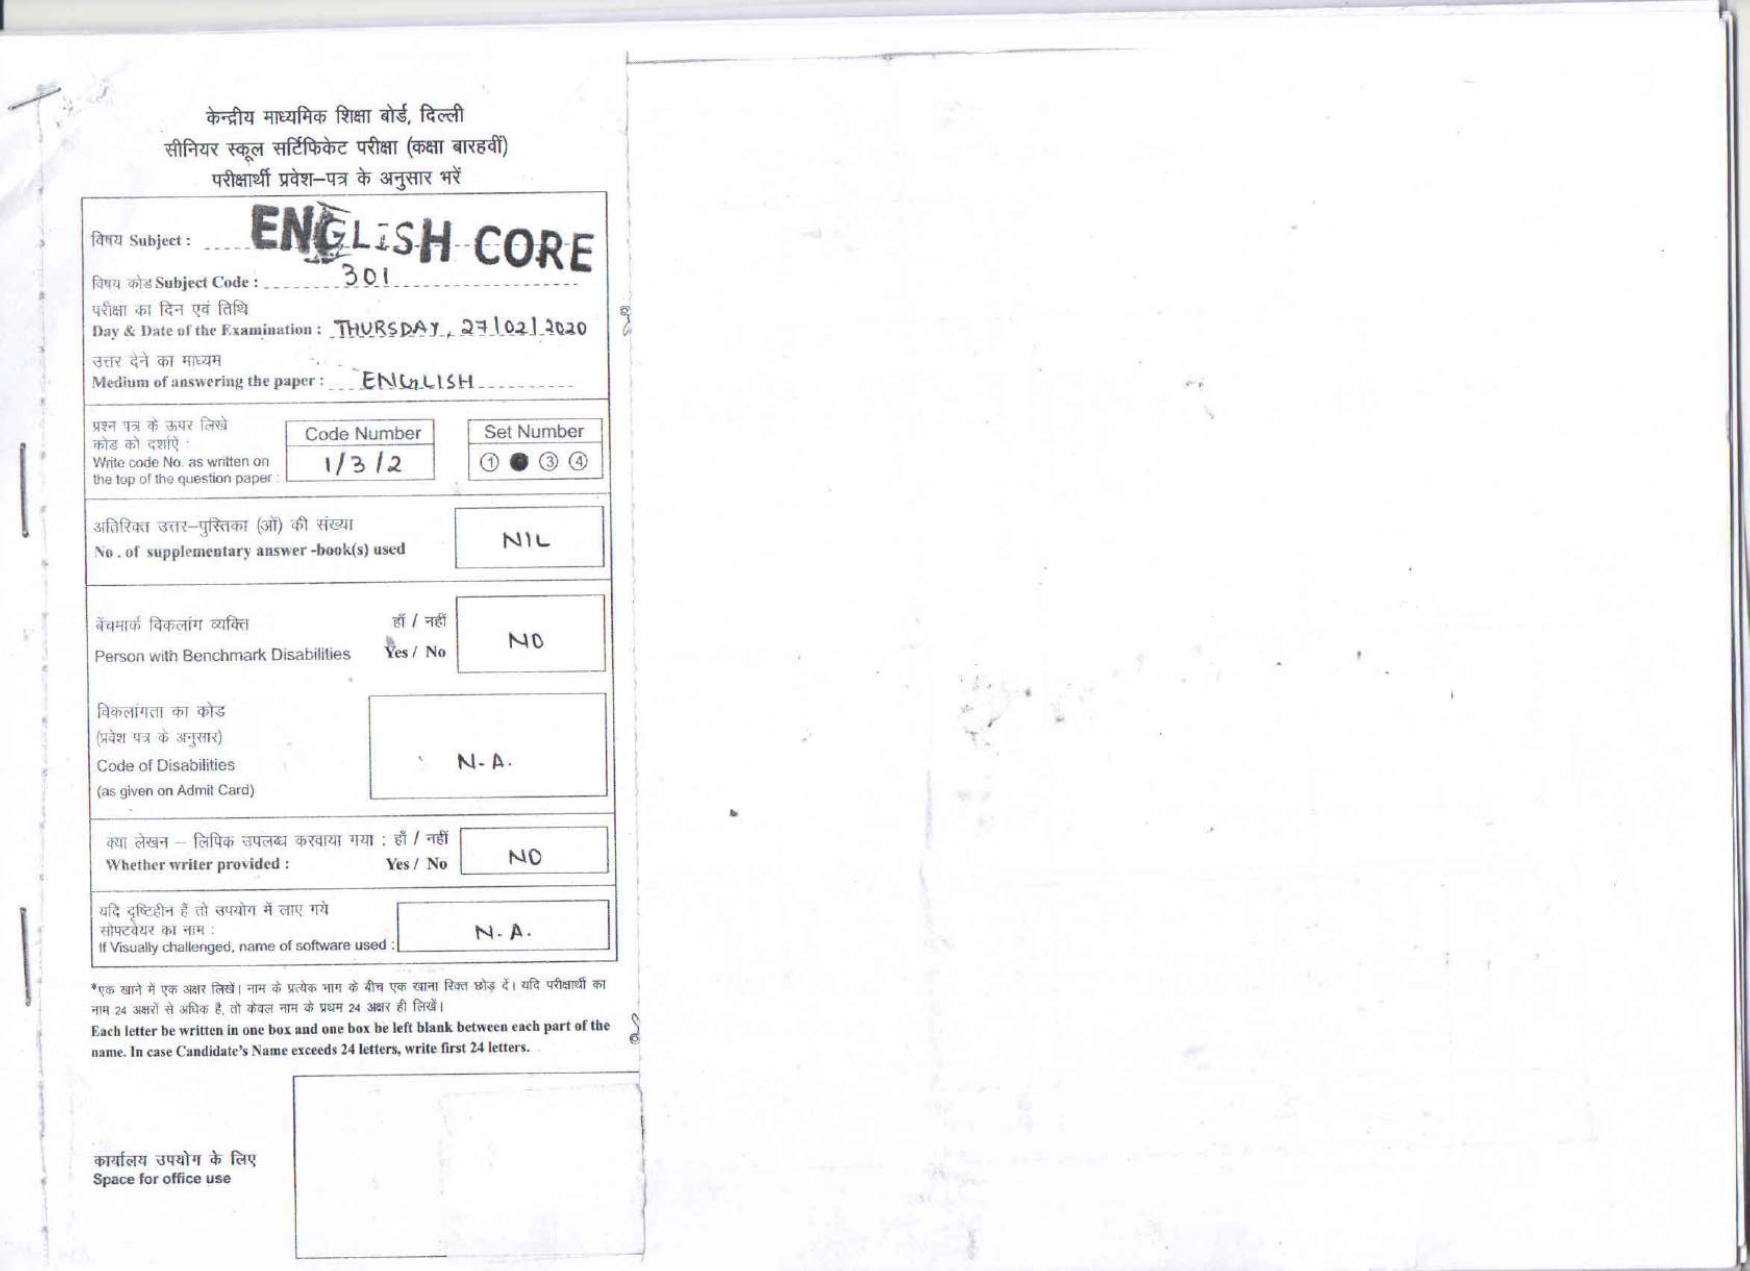 केन्द्रीय माध्यमिक शिक्षा बोर्ड, दिल्ली
सीनियर स्कूल सर्टिफिकेट परीक्षा (कक्षा बारहवीं)
परीक्षार्थी प्रवेश–पत्र के अनुसार भरें
विषय Subject : ENGLISH CORE
विषय कोड Subject Code : 301
परीक्षा का दिन एवं तिथि
Day & Date of the Examination : THURSDAY, 27/02/2020
उत्तर देने का माध्यम
Medium of answering the paper : ENGLISH
प्रश्न पत्र के ऊपर लिखे
कोड को दर्शाएं :
Write code No. as written on
the top of the question paper :
Code Number
1/3/2
Set Number
① ● ③ ④
अतिरिक्त उत्तर–पुस्तिका (ओं) की संख्या
No . of supplementary answer -book(s) used
NIL
बेंचमार्क विकलांग व्यक्ति हाँ / नहीं
Person with Benchmark Disabilities Yes / No
NO
विकलांगता का कोड
(प्रवेश पत्र के अनुसार)
Code of Disabilities
(as given on Admit Card)
N-A.
क्या लेखन – लिपिक उपलब्ध करवाया गया : हाँ / नहीं
Whether writer provided : Yes / No
NO
यदि दृष्टिहीन हैं तो उपयोग में लाए गये
सोफ्टवेयर का नाम :
If Visually challenged, name of software used :
N-A.
*एक खाने में एक अक्षर लिखें। नाम के प्रत्येक भाग के बीच एक खाना रिक्त छोड़ दें। यदि परीक्षार्थी का
नाम 24 अक्षरों से अधिक है, तो केवल नाम के प्रथम 24 अक्षर ही लिखें।
Each letter be written in one box and one box be left blank between each part of the
name. In case Candidate's Name exceeds 24 letters, write first 24 letters.
कार्यालय उपयोग के लिए
Space for office use